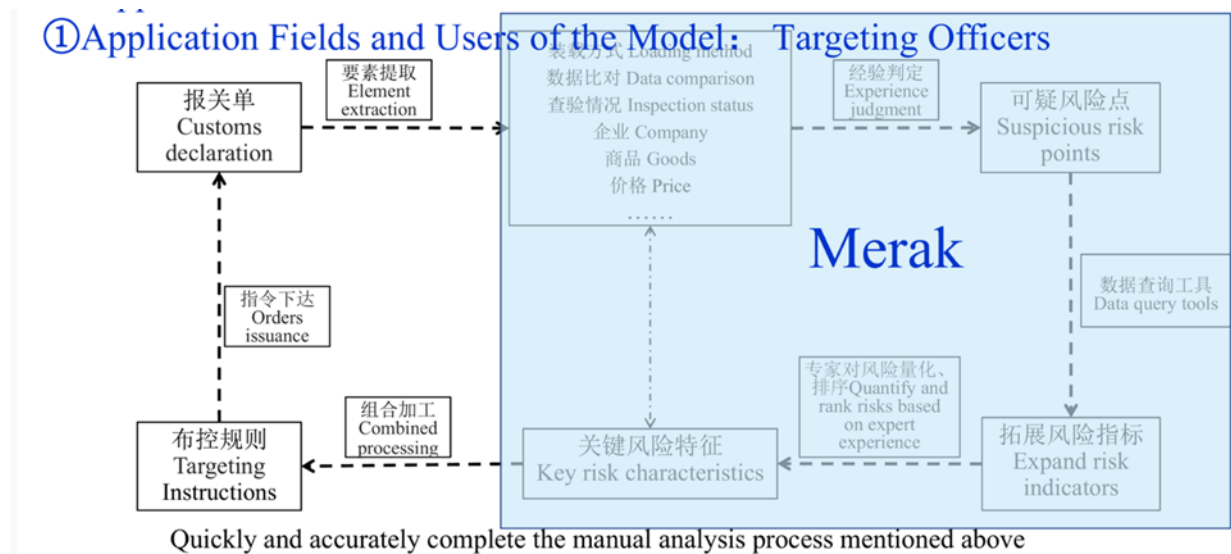 ①Application Fields and Users of the Model： Targeting Officers
报关单
Customs
declaration
要素提取
Element
extraction
装载方式 Loading method
数据比对 Data comparison
查验情况 Inspection status
企业 Company
商品 Goods
价格 Price
……
经验判定
Experience
judgment
可疑风险点
Suspicious risk
points
Merak
指令下达
Orders
issuance
数据查询工具
Data query tools
布控规则
Targeting
Instructions
组合加工
Combined
processing
关键风险特征
Key risk characteristics
专家对风险量化、
排序Quantify and
rank risks based
on expert
experience
拓展风险指标
Expand risk
indicators
Quickly and accurately complete the manual analysis process mentioned above